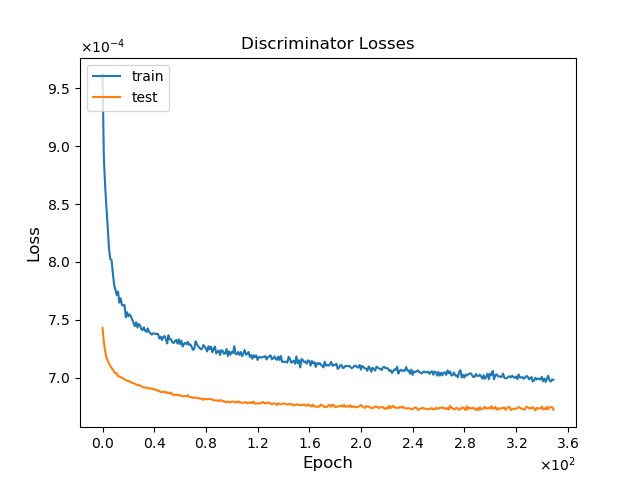 Discriminator Losses
×10⁻⁴
train
test
9.5
9.0
8.5
8.0
7.5
7.0
Loss
0.0 0.4 0.8 1.2 1.6 2.0 2.4 2.8 3.2 3.6
Epoch
×10²